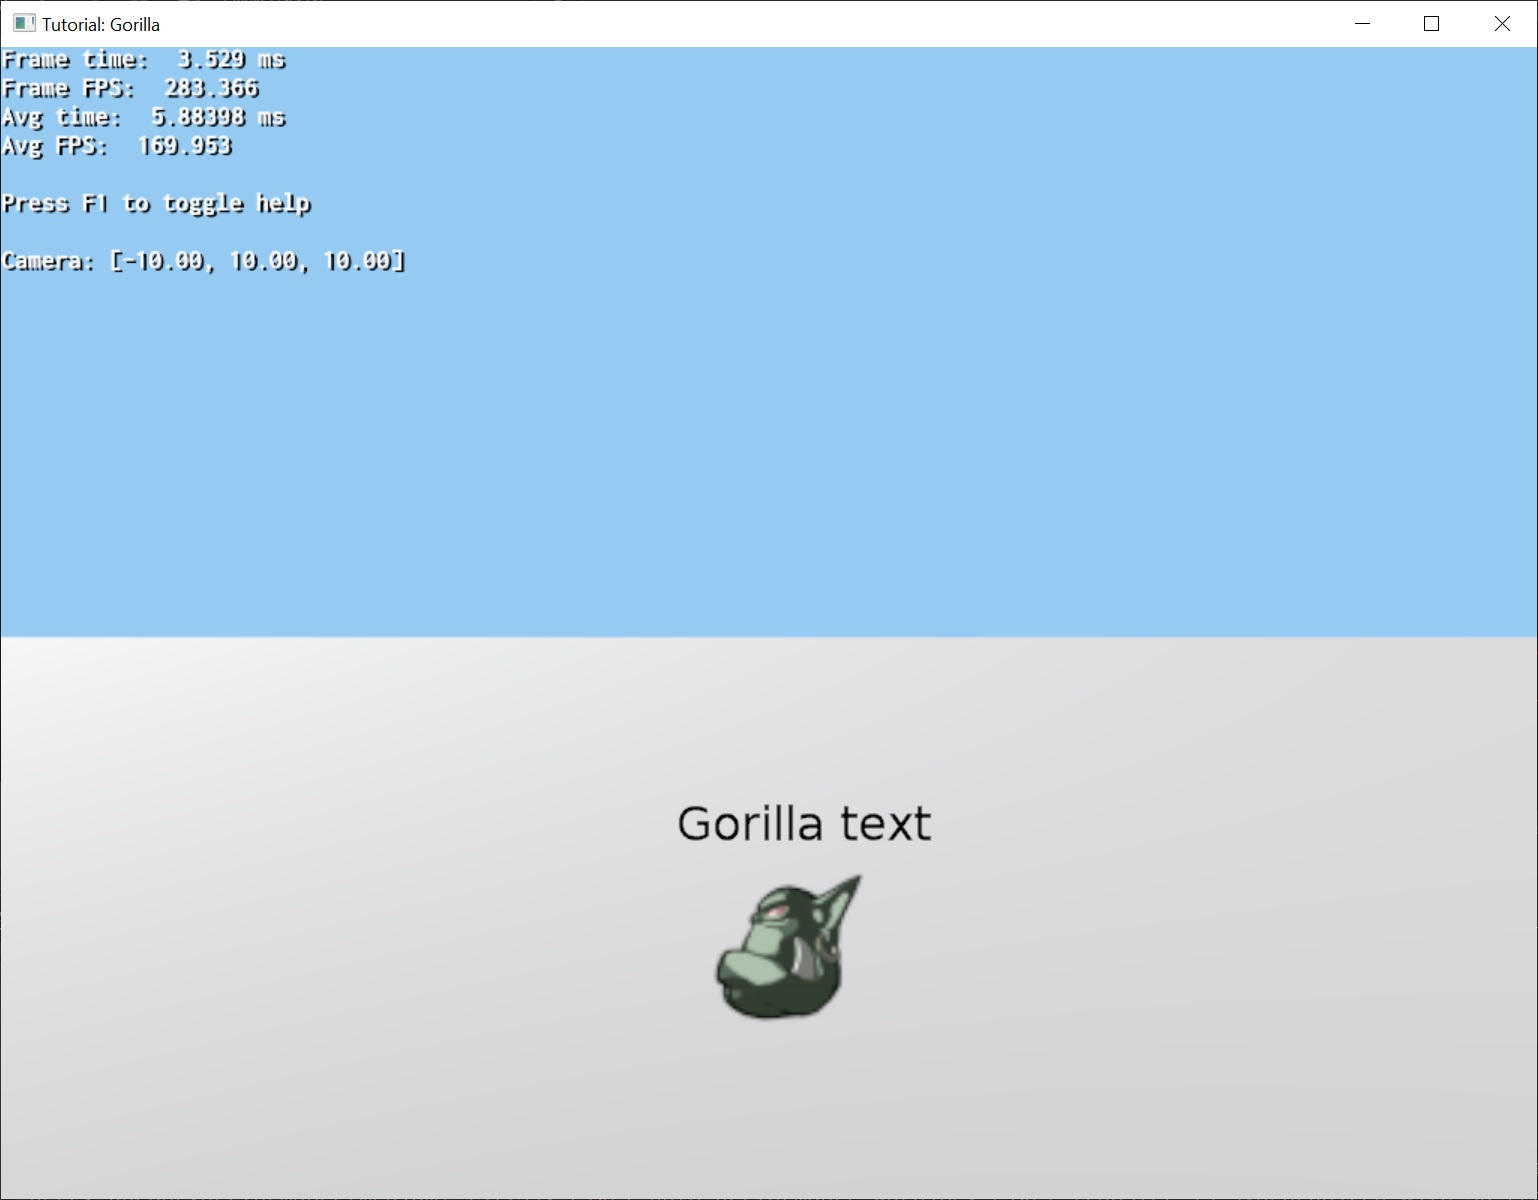 Tutorial: Gorilla
Frame time:  3.529 ms
Frame FPS:  283.366
Avg time:  5.88398 ms
Avg FPS:  169.953
Press F1 to toggle help
Camera: [-10.00, 10.00, 10.00]
Gorilla text